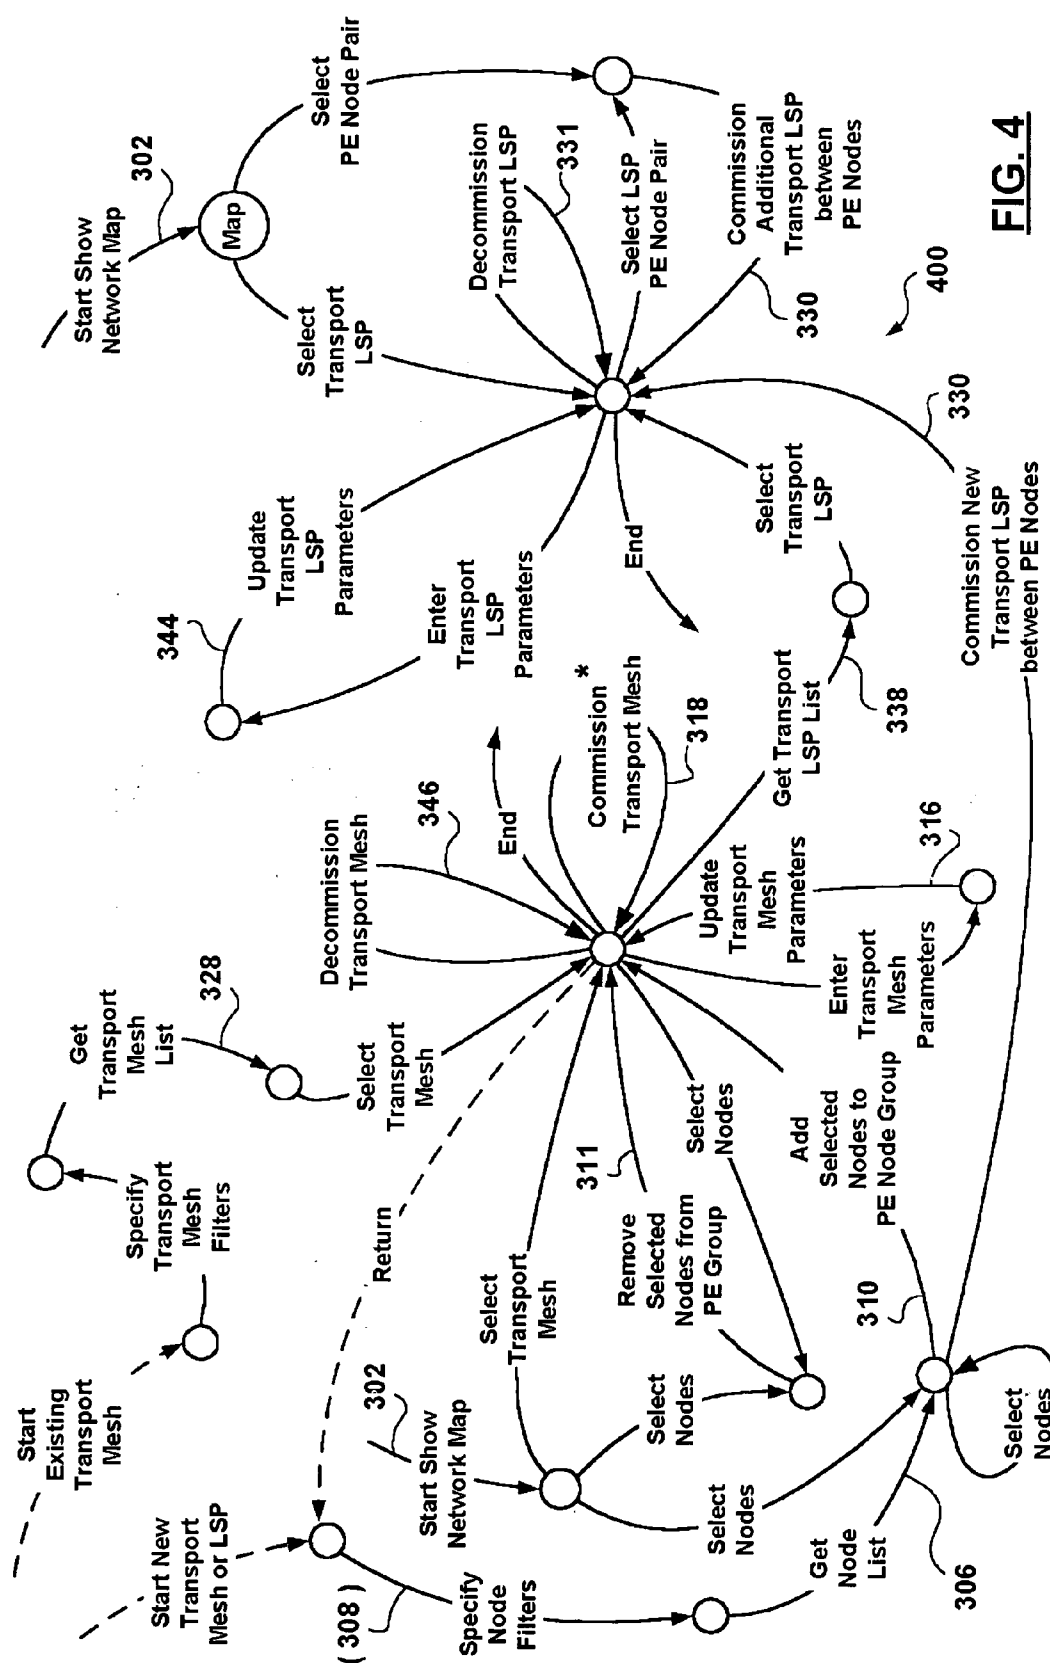 Start Show
Network Map
302
Map
Select
PE Node Pair
Select
Transport
LSP
Decommission
Transport LSP
331
Select LSP
PE Node Pair
Commission
Additional
Transport LSP
between
PE Nodes
330
400
FIG. 4
344
Update
Transport
LSP
Parameters
Enter
Transport
LSP
Parameters
End
Select
Transport
LSP
330
Commission New
Transport LSP
between PE Nodes
Get Transport
LSP List
338
Commission*
Transport Mesh
318
End
346
Decommission
Transport Mesh
Update
Transport
Mesh
Parameters
316
Enter
Transport
Mesh
Parameters
Get
Transport
Mesh
List
328
Select
Transport
Mesh
Specify
Transport
Mesh
Filters
Start
Existing
Transport
Mesh
Return
Select
Transport
Mesh
311
Remove
Selected
Nodes from
PE Group
Select
Nodes
Add
Selected
Nodes to
PE Node Group
310
Start New
Transport
Mesh or LSP
(308)
Specify
Node
Filters
302
Start Show
Network Map
Select
Nodes
Select
Nodes
Get
Node
List
306
Select
Nodes